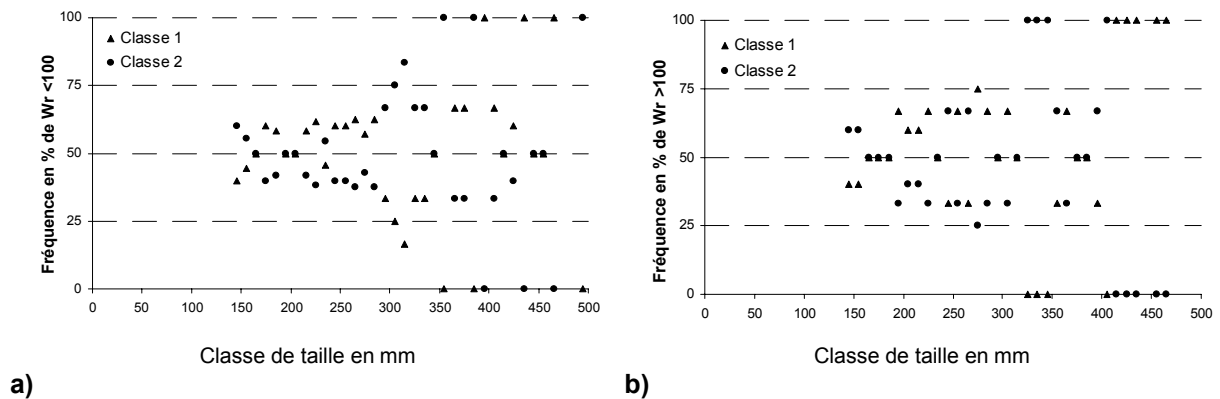 Fréquence en % de Wr <100
100
75
50
25
0
Classe 1
Classe 2
0 50 100 150 200 250 300 350 400 450 500
Classe de taille en mm
a)
Fréquence en % de Wr >100
100
75
50
25
0
Classe 1
Classe 2
0 50 100 150 200 250 300 350 400 450 500
Classe de taille en mm
b)